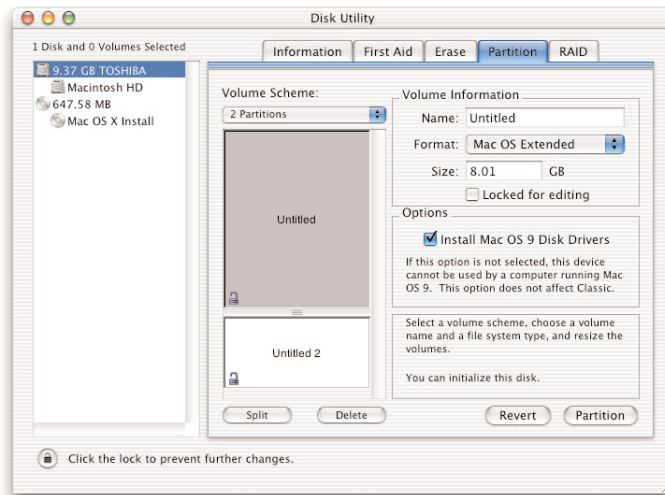 Disk Utility
1 Disk and 0 Volumes Selected
9.37 GB TOSHIBA
Macintosh HD
647.58 MB
Mac OS X Install
Information
First Aid
Erase
Partition
RAID
Volume Scheme:
2 Partitions
Untitled
Untitled 2
Split
Delete
Volume Information
Name: Untitled
Format: Mac OS Extended
Size: 8.01 GB
Locked for editing
Options
Install Mac OS 9 Disk Drivers
If this option is not selected, this device
cannot be used by a computer running Mac
OS 9. This option does not affect Classic.
Select a volume scheme, choose a volume
name and a file system type, and resize the
volumes.
You can initialize this disk.
Revert
Partition
Click the lock to prevent further changes.